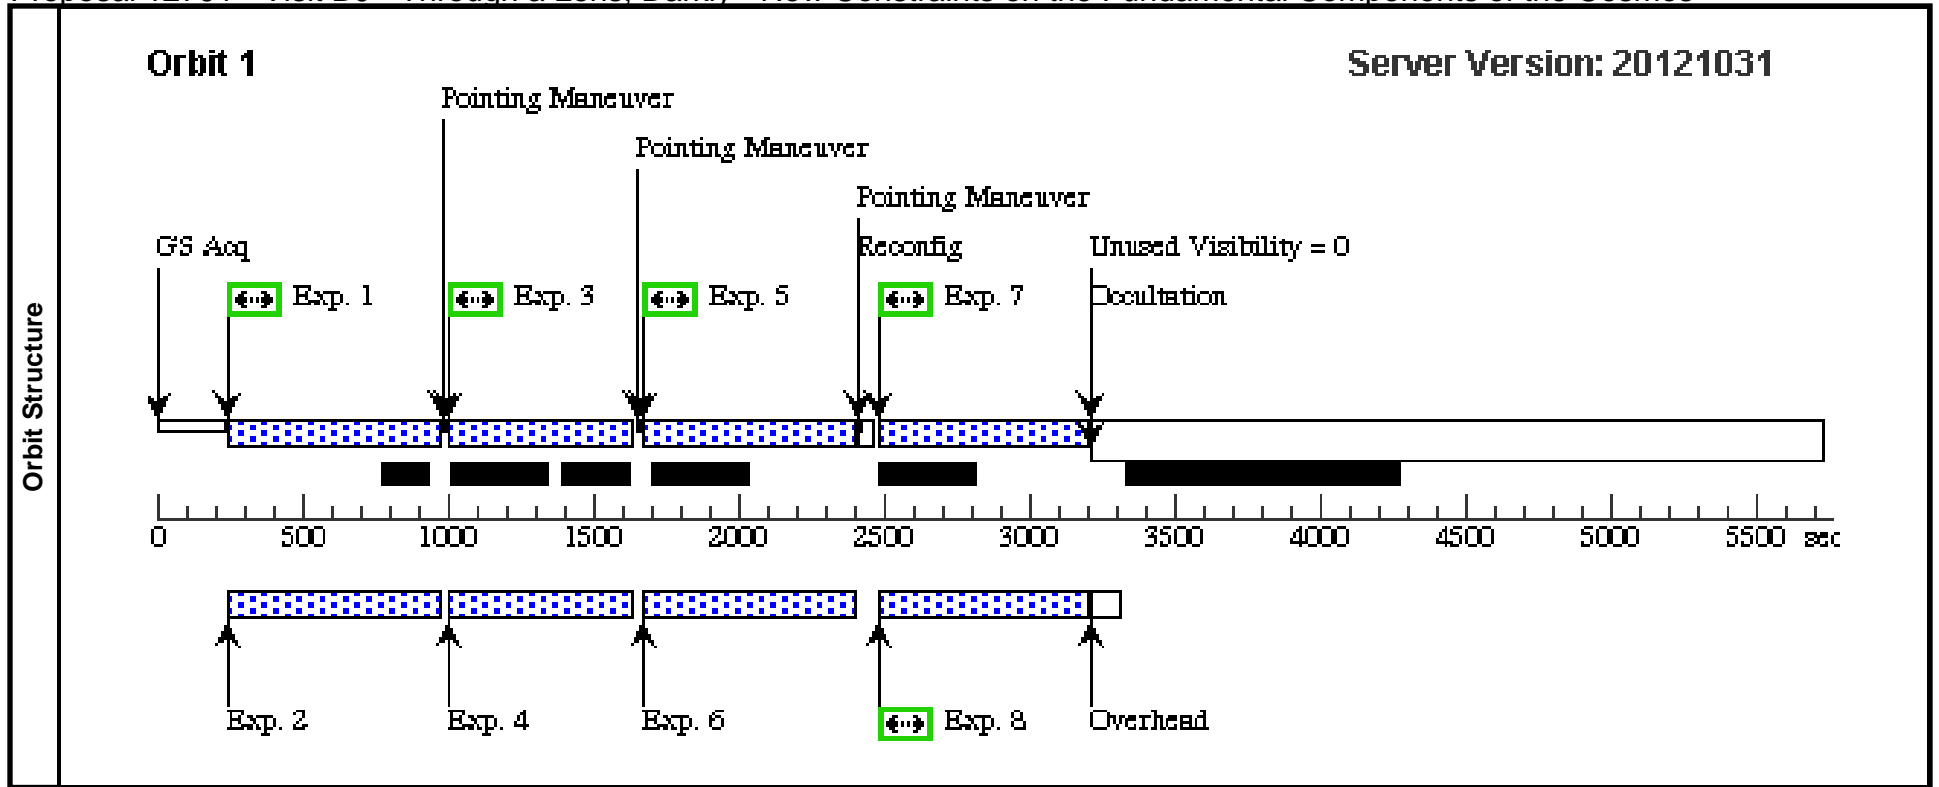 Orbit Structure
Orbit 1
Server Version: 20121031
Pointing Maneuver
Pointing Maneuver
Pointing Maneuver
GS Acq
Reconfig
Unused Visibility = 0
Exp. 1
Exp. 3
Exp. 5
Exp. 7
Occultation
0 500 1000 1500 2000 2500 3000 3500 4000 4500 5000 5500 sec
Exp. 2
Exp. 4
Exp. 6
Exp. 8
Overhead